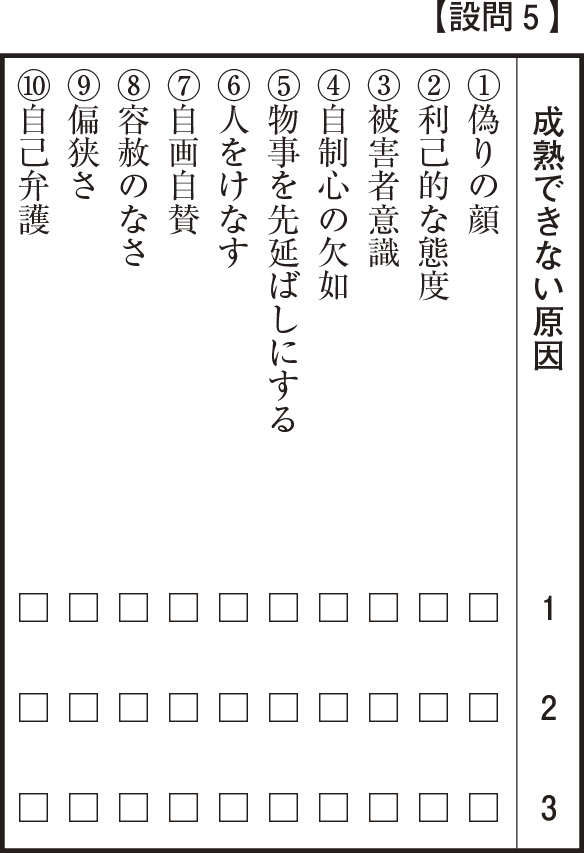 【設問5】
成熟できない原因 1 2 3
①偽りの顔 □ □ □
②利己的な態度 □ □ □
③被害者意識 □ □ □
④自制心の欠如 □ □ □
⑤物事を先延ばしにする □ □ □
⑥人をけなす □ □ □
⑦自画自賛 □ □ □
⑧容赦のなさ □ □ □
⑨偏狭さ □ □ □
⑩自己弁護 □ □ □